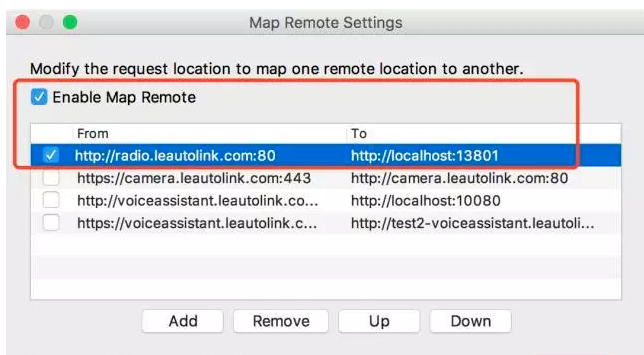 Map Remote Settings
Modify the request location to map one remote location to another.
Enable Map Remote
From To
http://radio.leautolink.com:80 http://localhost:13801
https://camera.leautolink.com:443 http://camera.leautolink.com:80
http://voiceassistant.leautolink.co... http://localhost:10080
https://voiceassistant.leautolink.c... http://test2-voiceassistant.leautoli...
Add Remove Up Down